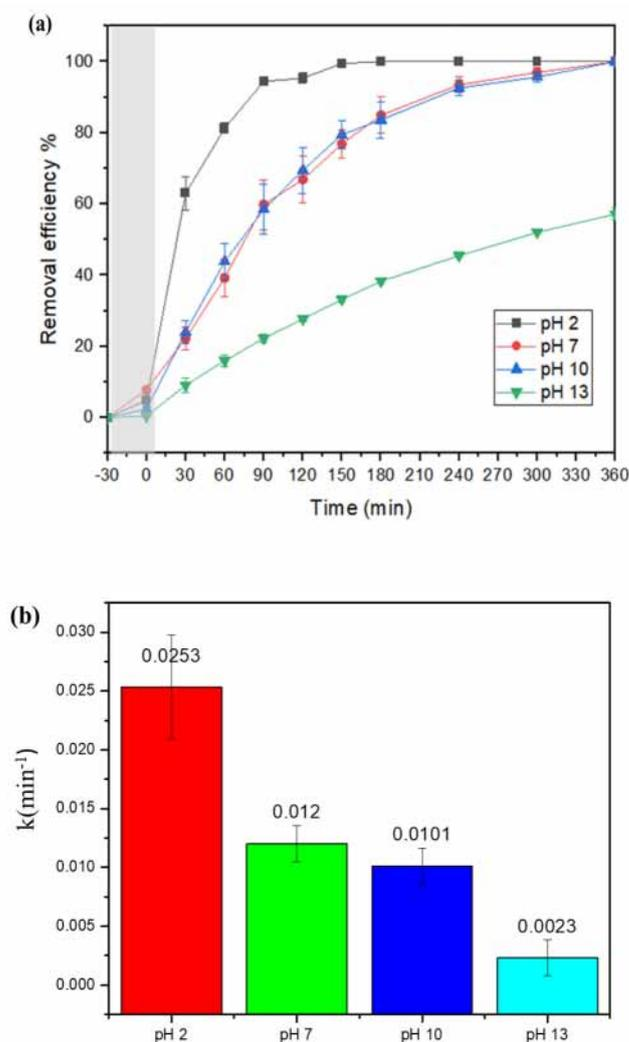 (a)
Removal efficiency %
100
80
60
40
20
0
pH 2
pH 7
pH 10
pH 13
-30 0 30 60 90 120 150 180 210 240 270 300 330 360
Time (min)
(b)
k(min⁻¹)
0.030
0.025
0.020
0.015
0.010
0.005
0.000
0.0253
0.012
0.0101
0.0023
pH 2 pH 7 pH 10 pH 13